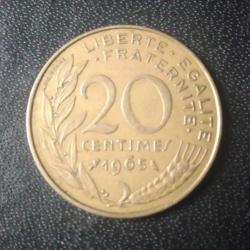 LIBERTE · EGALITE
· FRATERNITE ·
20
CENTIMES
1965